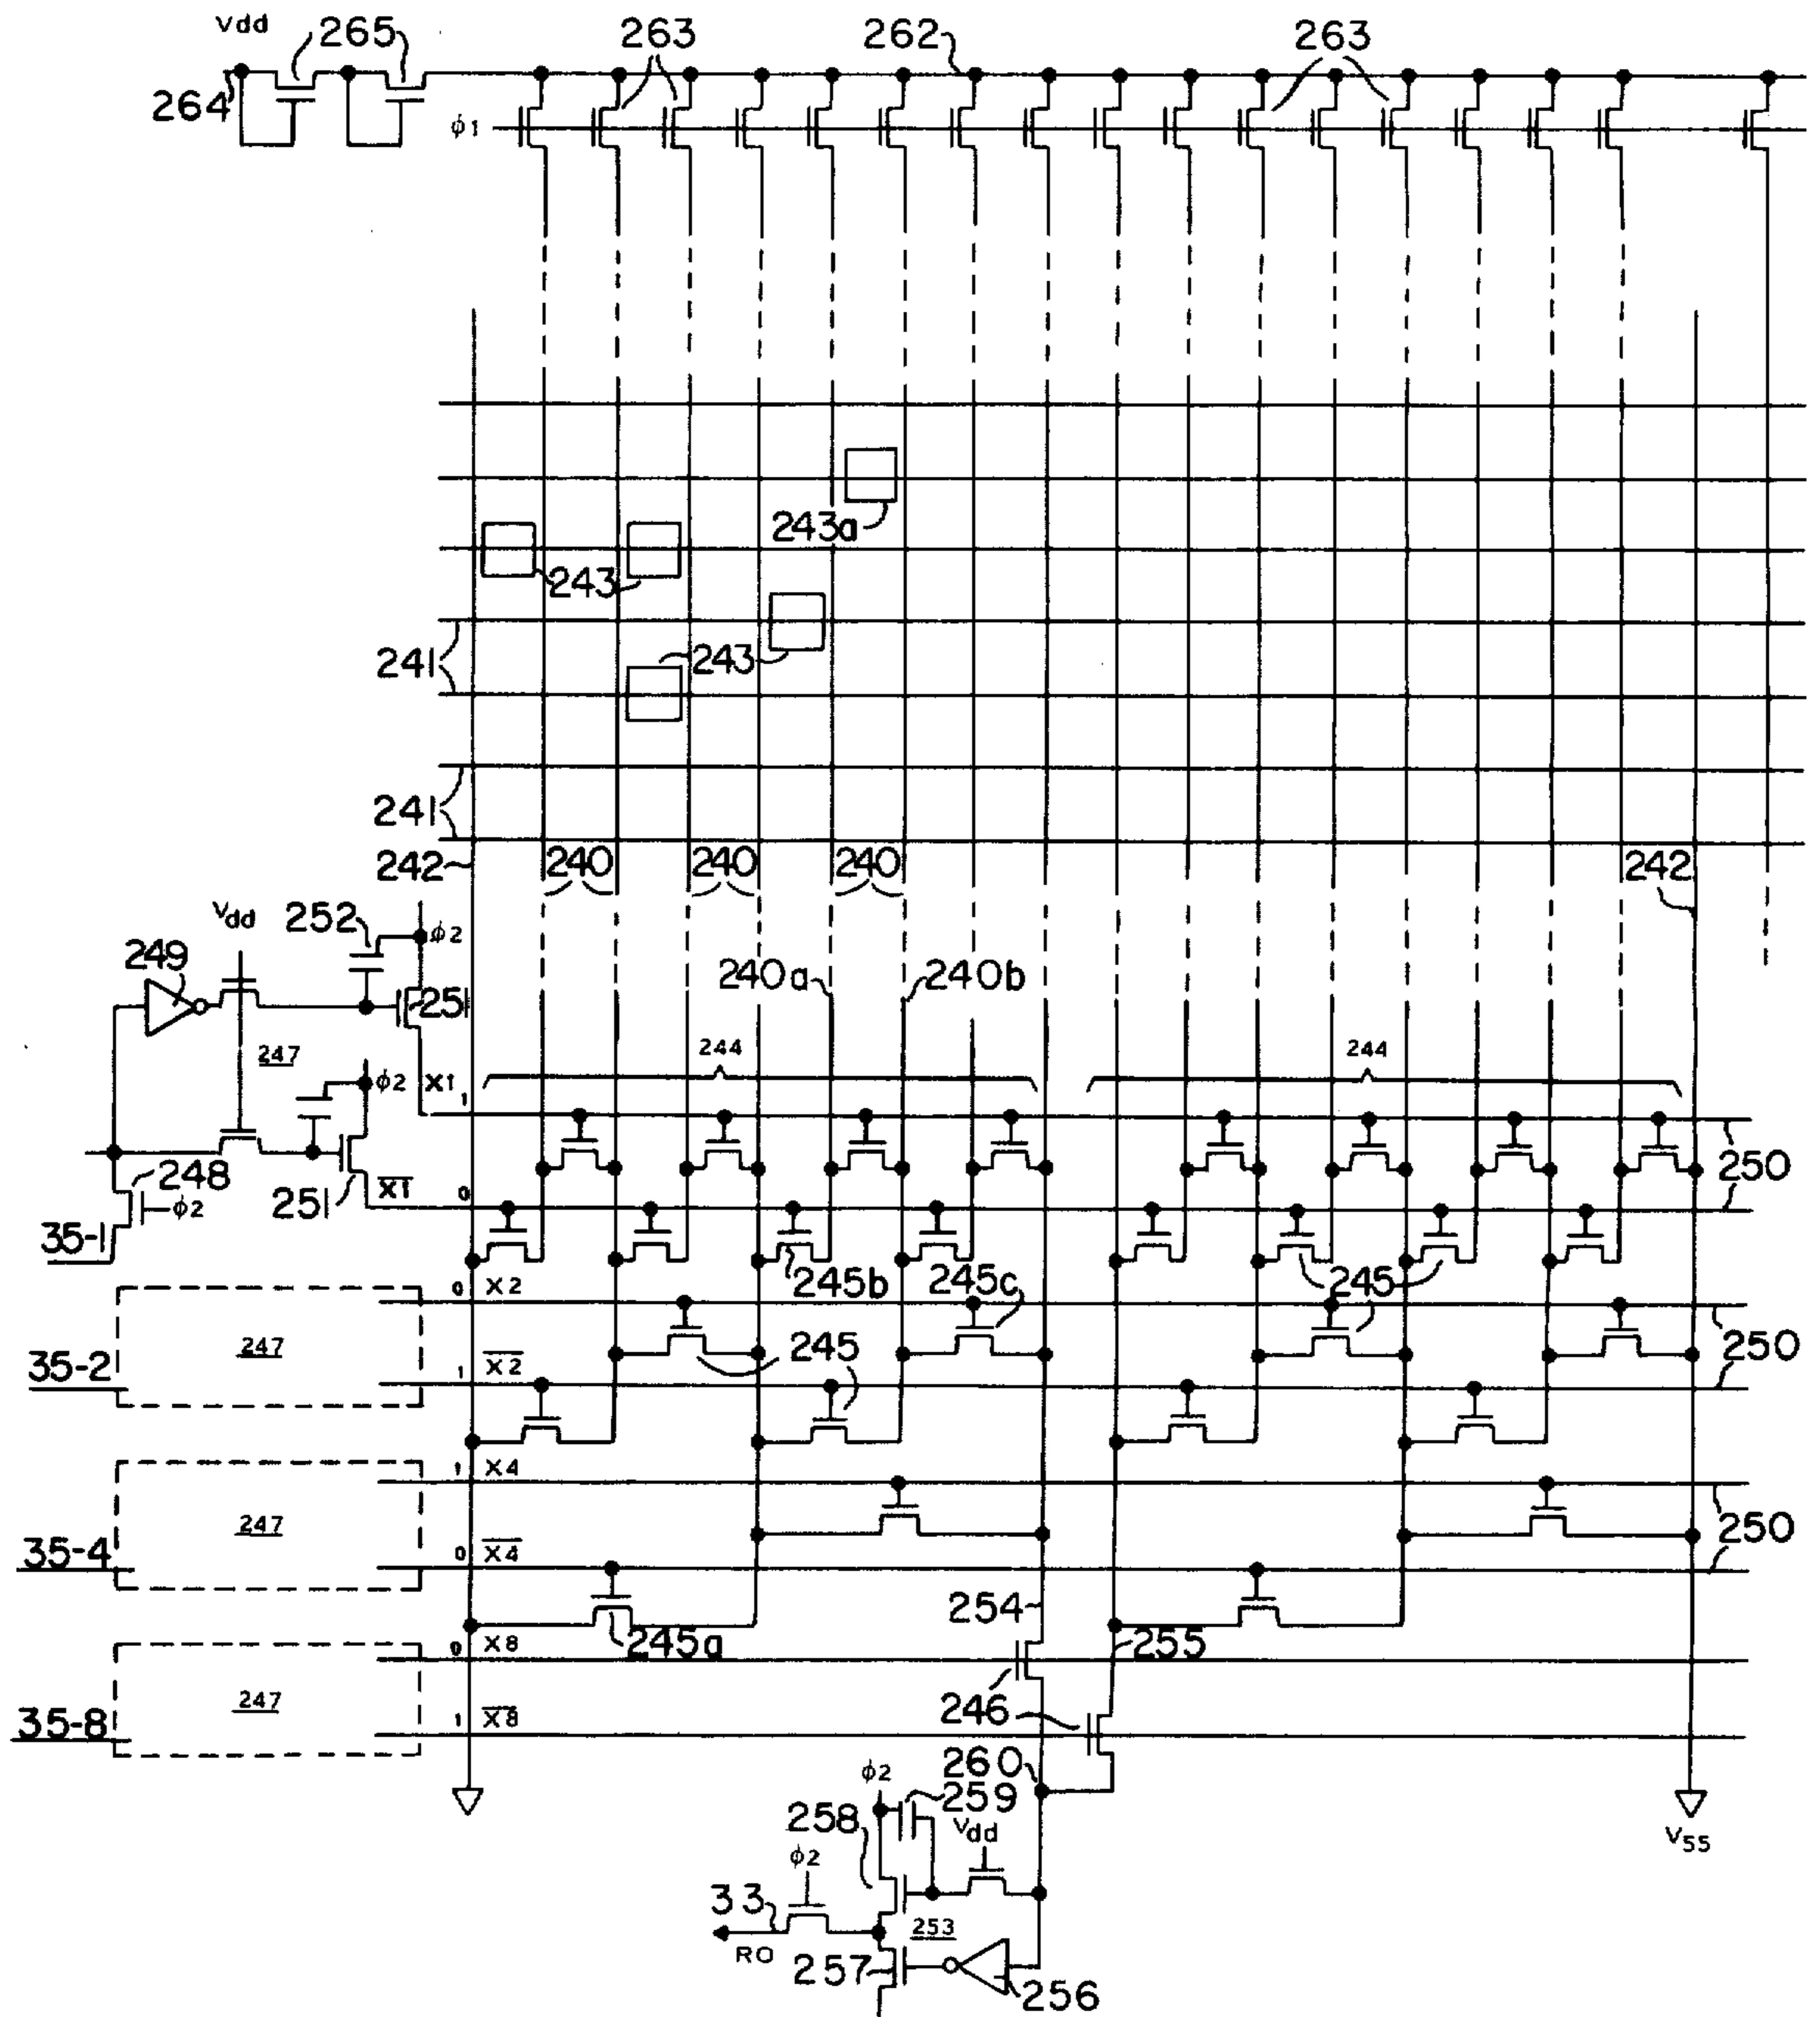 Vdd 265 263 262 263
264
φ1
243a
243
241 243
241
242 240 240 240 242
Vdd 252 φ2
249
240a 240b
251
247 244 244
φ2 X1
1
248 250
251 X1 0
φ2
35-1
0 X2 245b 245c 245
247 245 250
35-2 1 X2
1 X4
247 250
35-4 0 X4
254
245a 255
0 X8
247 246
35-8 1 X8
260
φ2 259
258 Vdd Vss
φ2
33 253
RO 257 256